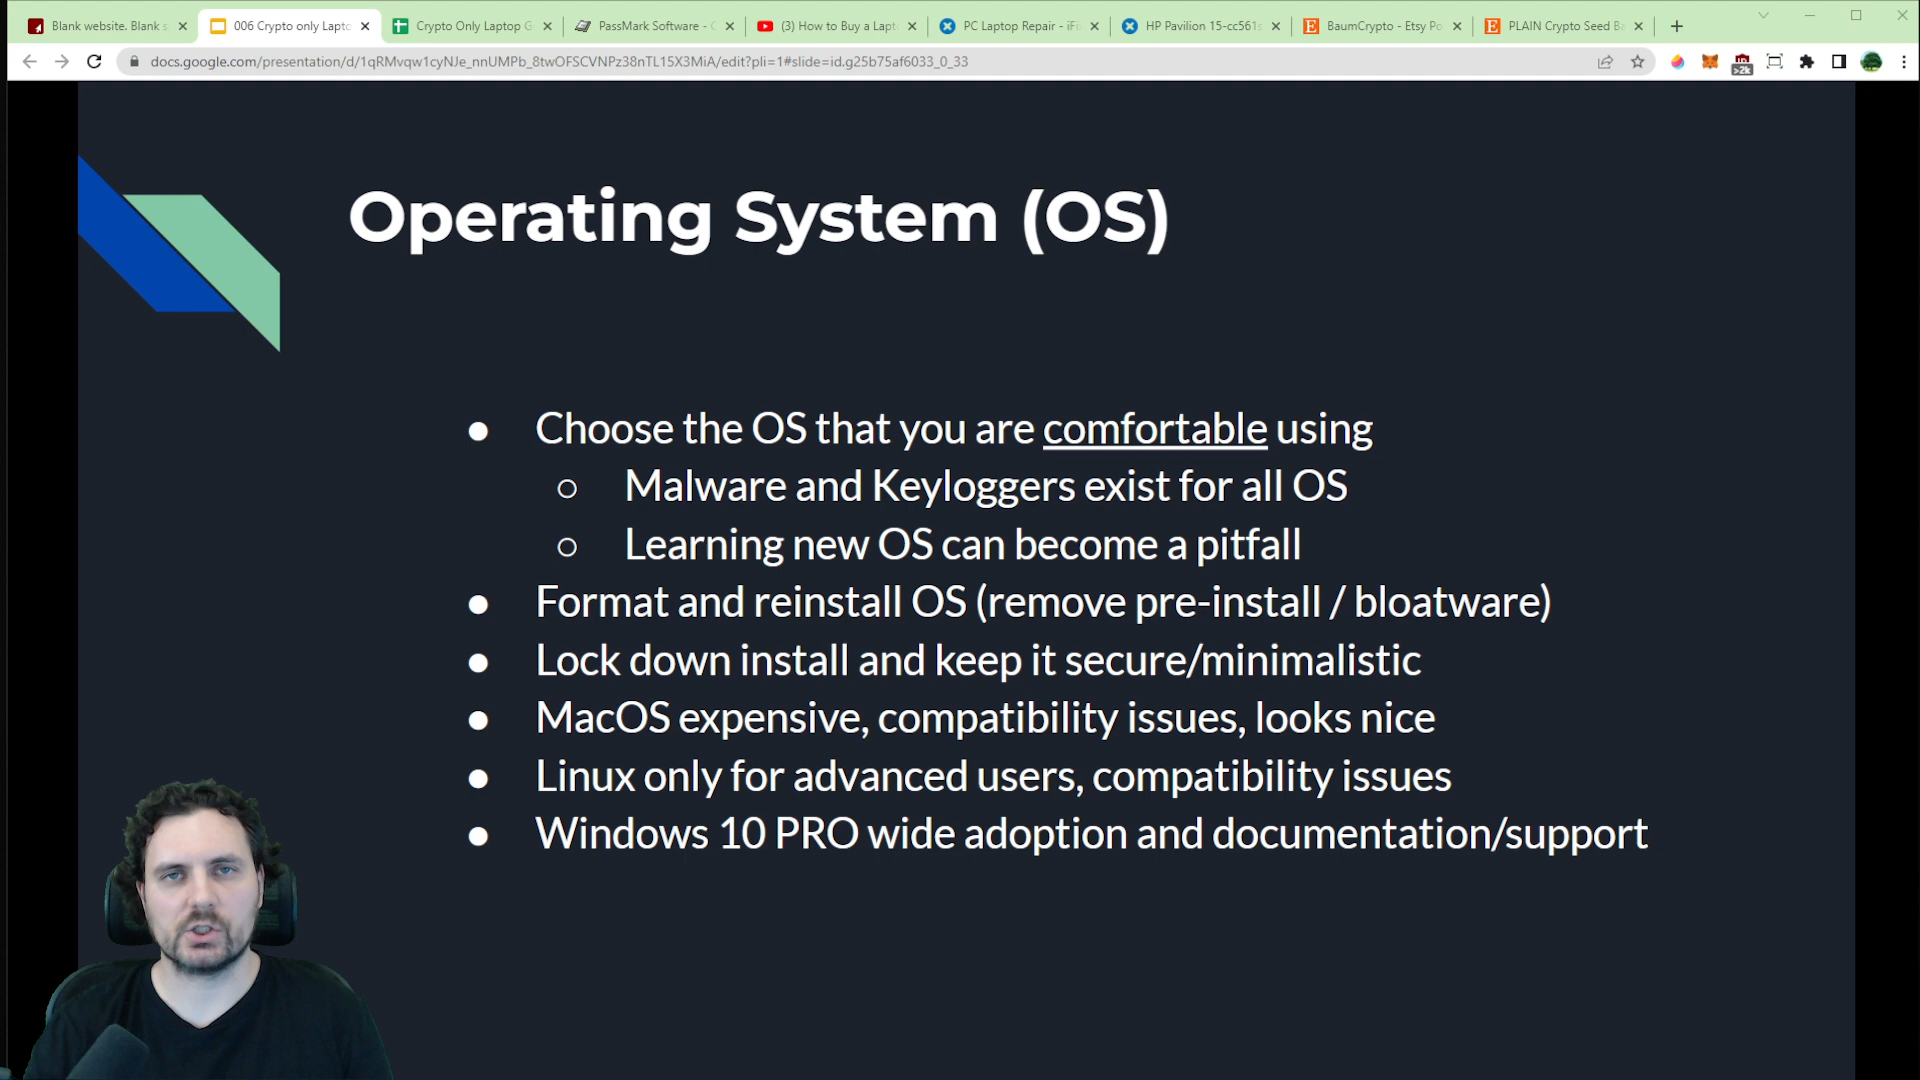 Blank website. Blank s
006 Crypto only Lapto
Crypto Only Laptop G
PassMark Software - C
(3) How to Buy a Lapt
PC Laptop Repair - iFi
HP Pavilion 15-cc561s
BaumCrypto - Etsy Po
PLAIN Crypto Seed Ba
docs.google.com/presentation/d/1qRMvqw1cyNJe_nnUMPb_8twOFSCVNPz38nTL15X3MiA/edit?pli=1#slide=id.g25b75af6033_0_33
>2k
Operating System (OS)
● Choose the OS that you are comfortable using
○ Malware and Keyloggers exist for all OS
○ Learning new OS can become a pitfall
● Format and reinstall OS (remove pre-install / bloatware)
● Lock down install and keep it secure/minimalistic
● MacOS expensive, compatibility issues, looks nice
● Linux only for advanced users, compatibility issues
● Windows 10 PRO wide adoption and documentation/support